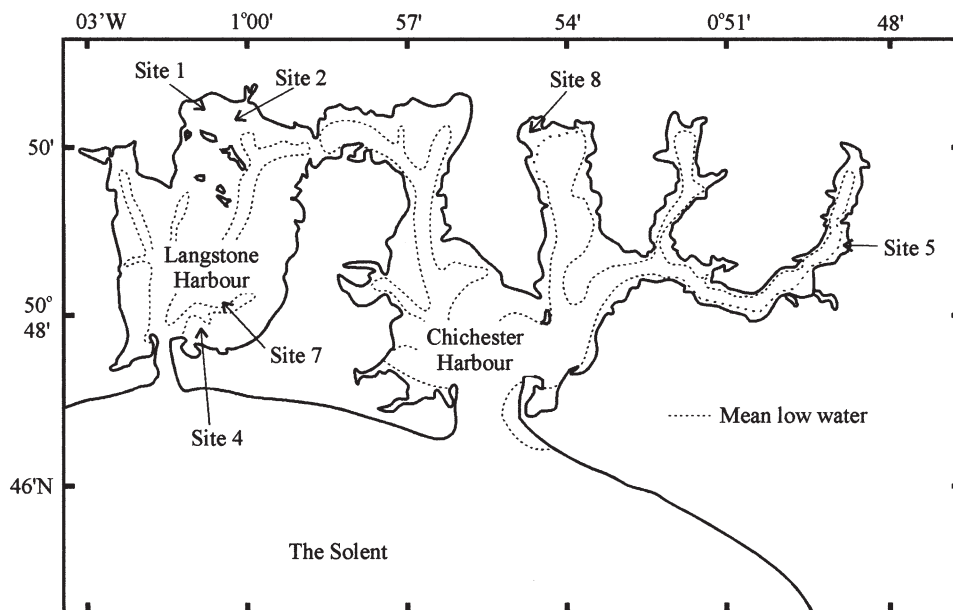 03'W 1°00' 57' 54' 0°51' 48'
Site 1
Site 2
Site 8
50'
Site 5
Langstone
Harbour
50°
48'
Chichester
Harbour
Site 7
Mean low water
Site 4
46'N
The Solent